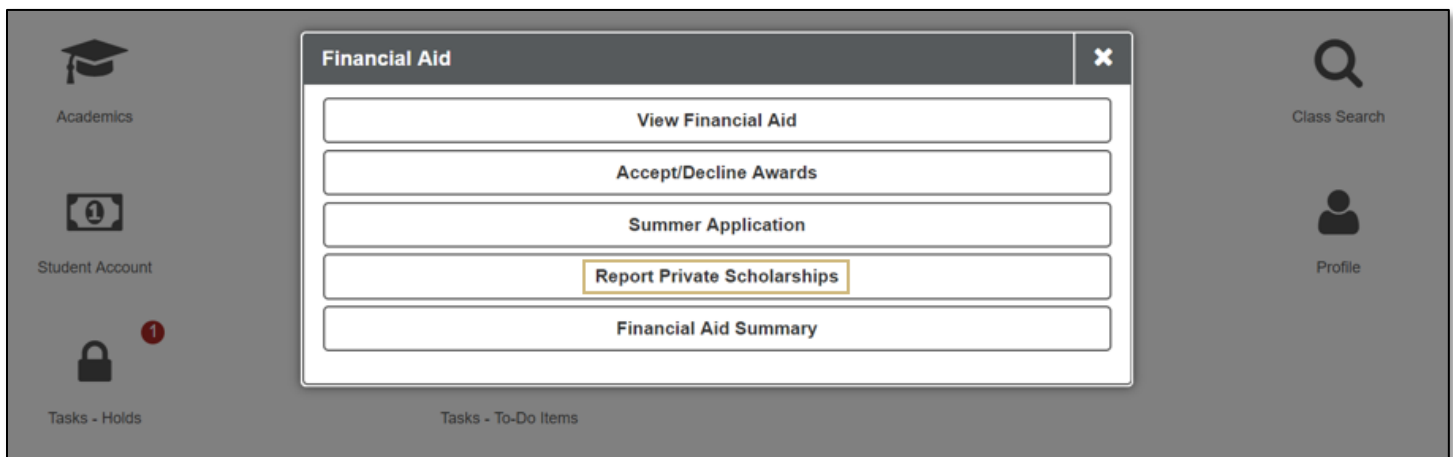 Financial Aid
Academics
View Financial Aid
Class Search
Accept/Decline Awards
Summer Application
Student Account
Report Private Scholarships
Profile
Financial Aid Summary
1
1
Tasks - Holds
Tasks - To-Do Items